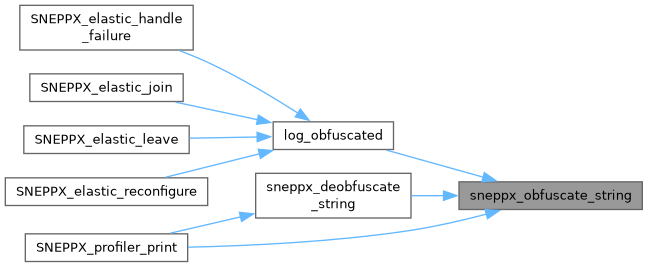 SNEPPX_elastic_handle
_failure
SNEPPX_elastic_join
SNEPPX_elastic_leave
SNEPPX_elastic_reconfigure
SNEPPX_profiler_print
log_obfuscated
sneppx_deobfuscate
_string
sneppx_obfuscate_string